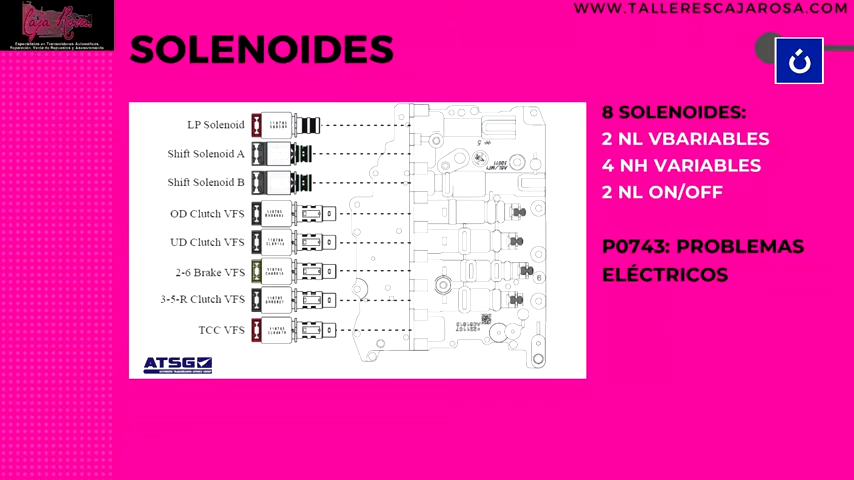 WWW.TALLERESCAJAROSA.COM
Caja Rosa
SOLENOIDES
LP Solenoid
Shift Solenoid A
Shift Solenoid B
OD Clutch VFS
UD Clutch VFS
2-6 Brake VFS
3-5-R Clutch VFS
TCC VFS
ATSG
8 SOLENOIDES:
2 NL VBARIABLES
4 NH VARIABLES
2 NL ON/OFF
P0743: PROBLEMAS
ELÉCTRICOS